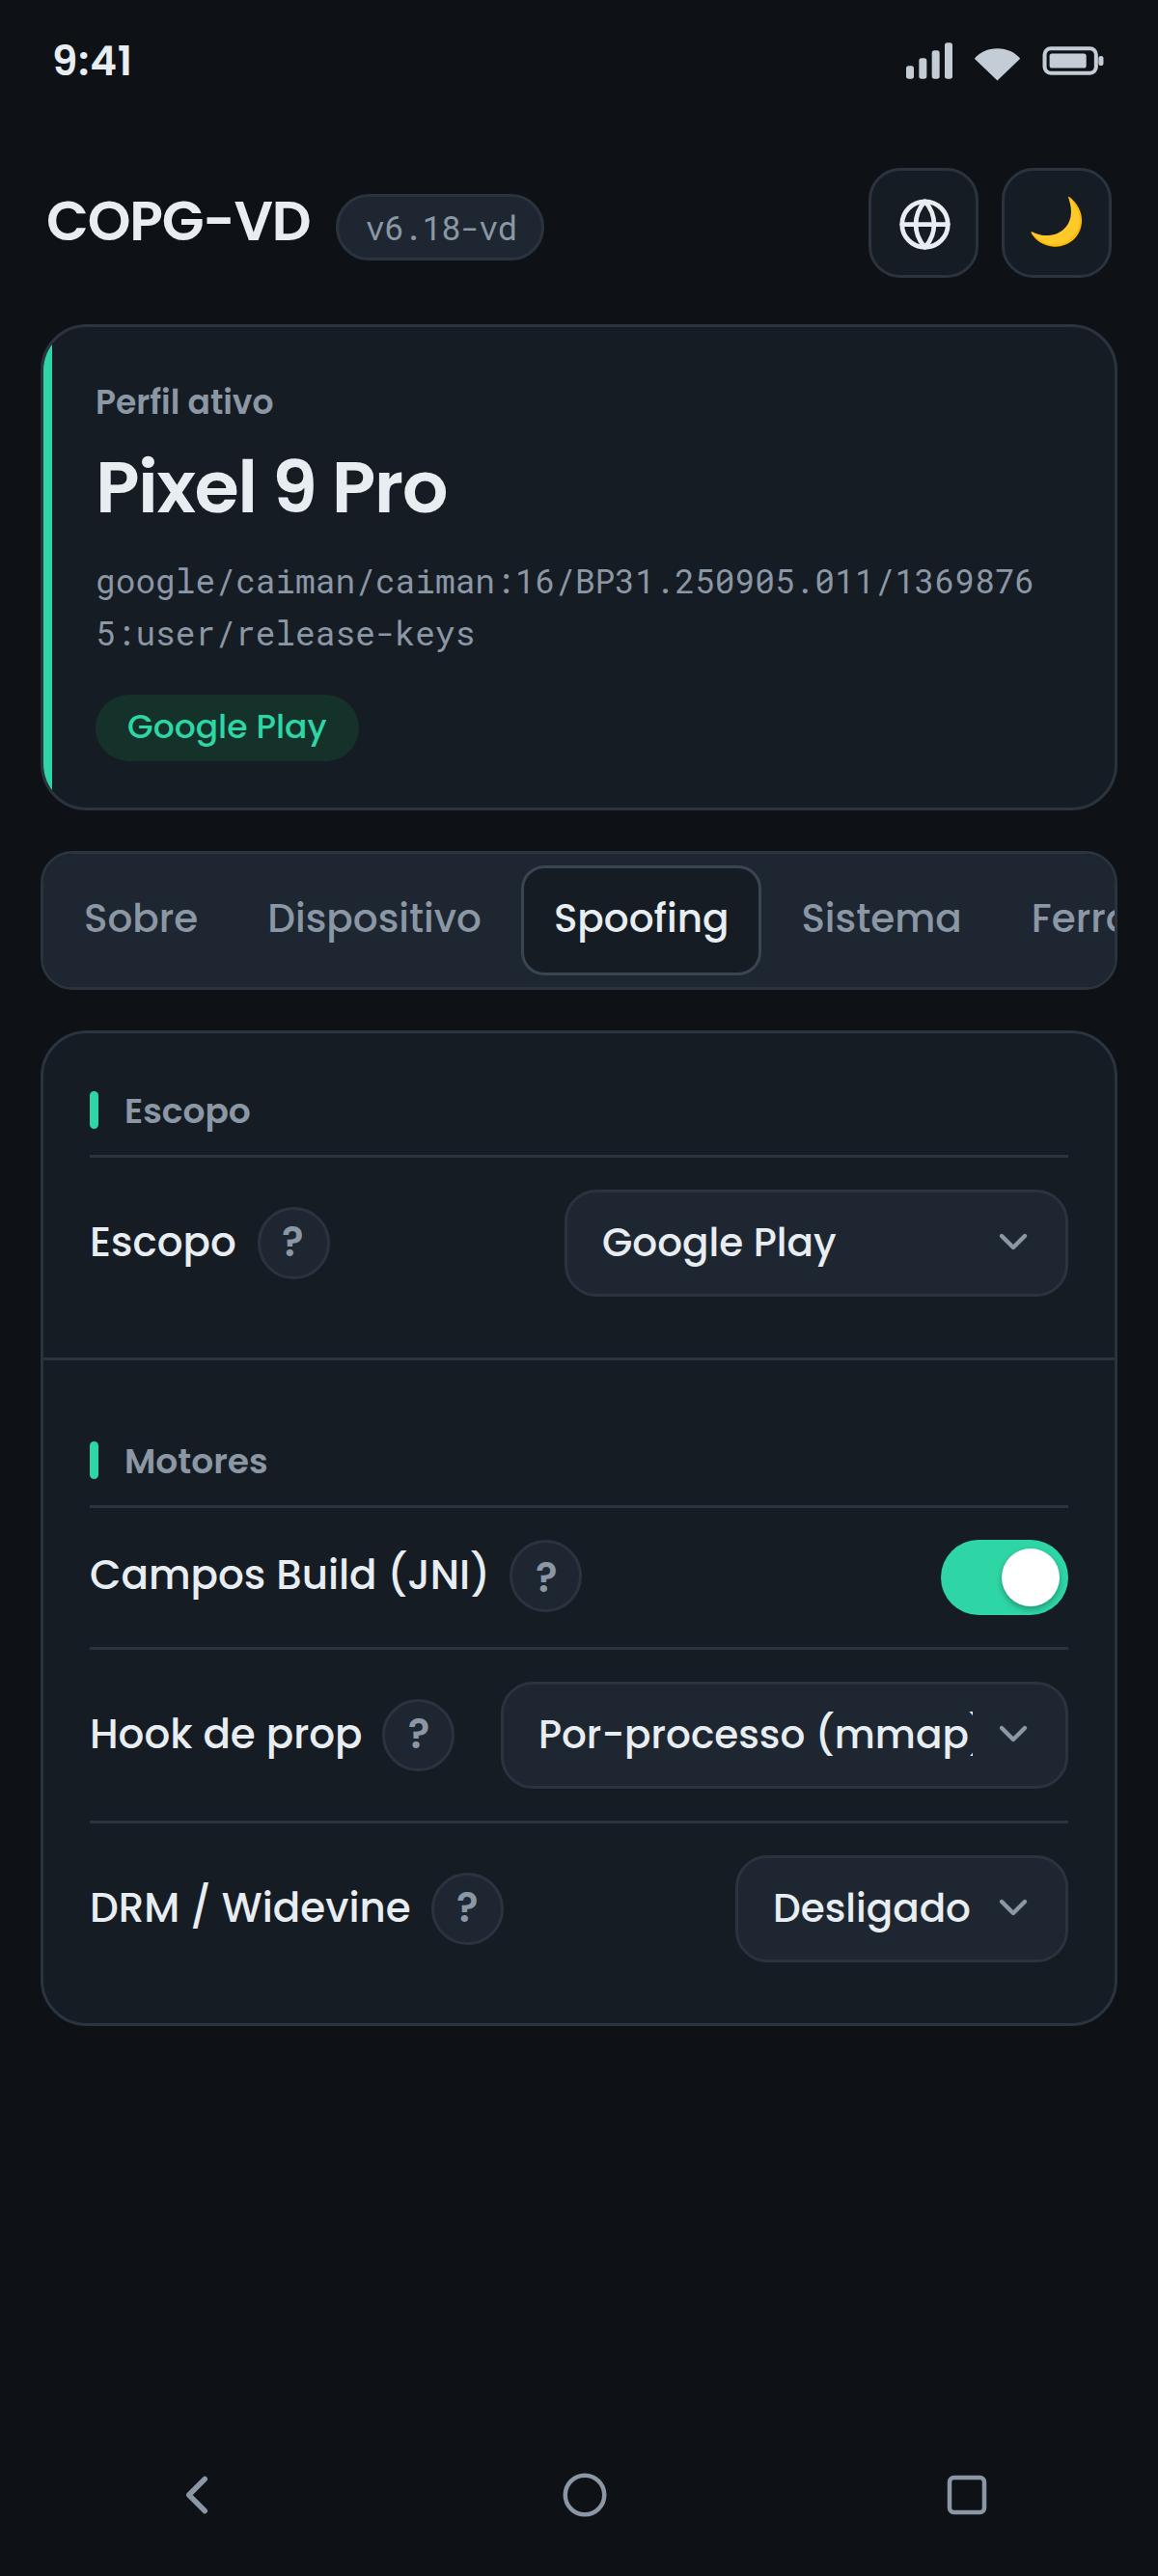 9:41
COPG-VD v6.18-vd
Perfil ativo
Pixel 9 Pro
google/caiman/caiman:16/BP31.250905.011/1369876
5:user/release-keys
Google Play
Sobre Dispositivo Spoofing Sistema Ferra
Escopo
Escopo ? Google Play
Motores
Campos Build (JNI) ?
Hook de prop ? Por-processo (mmap)
DRM / Widevine ? Desligado